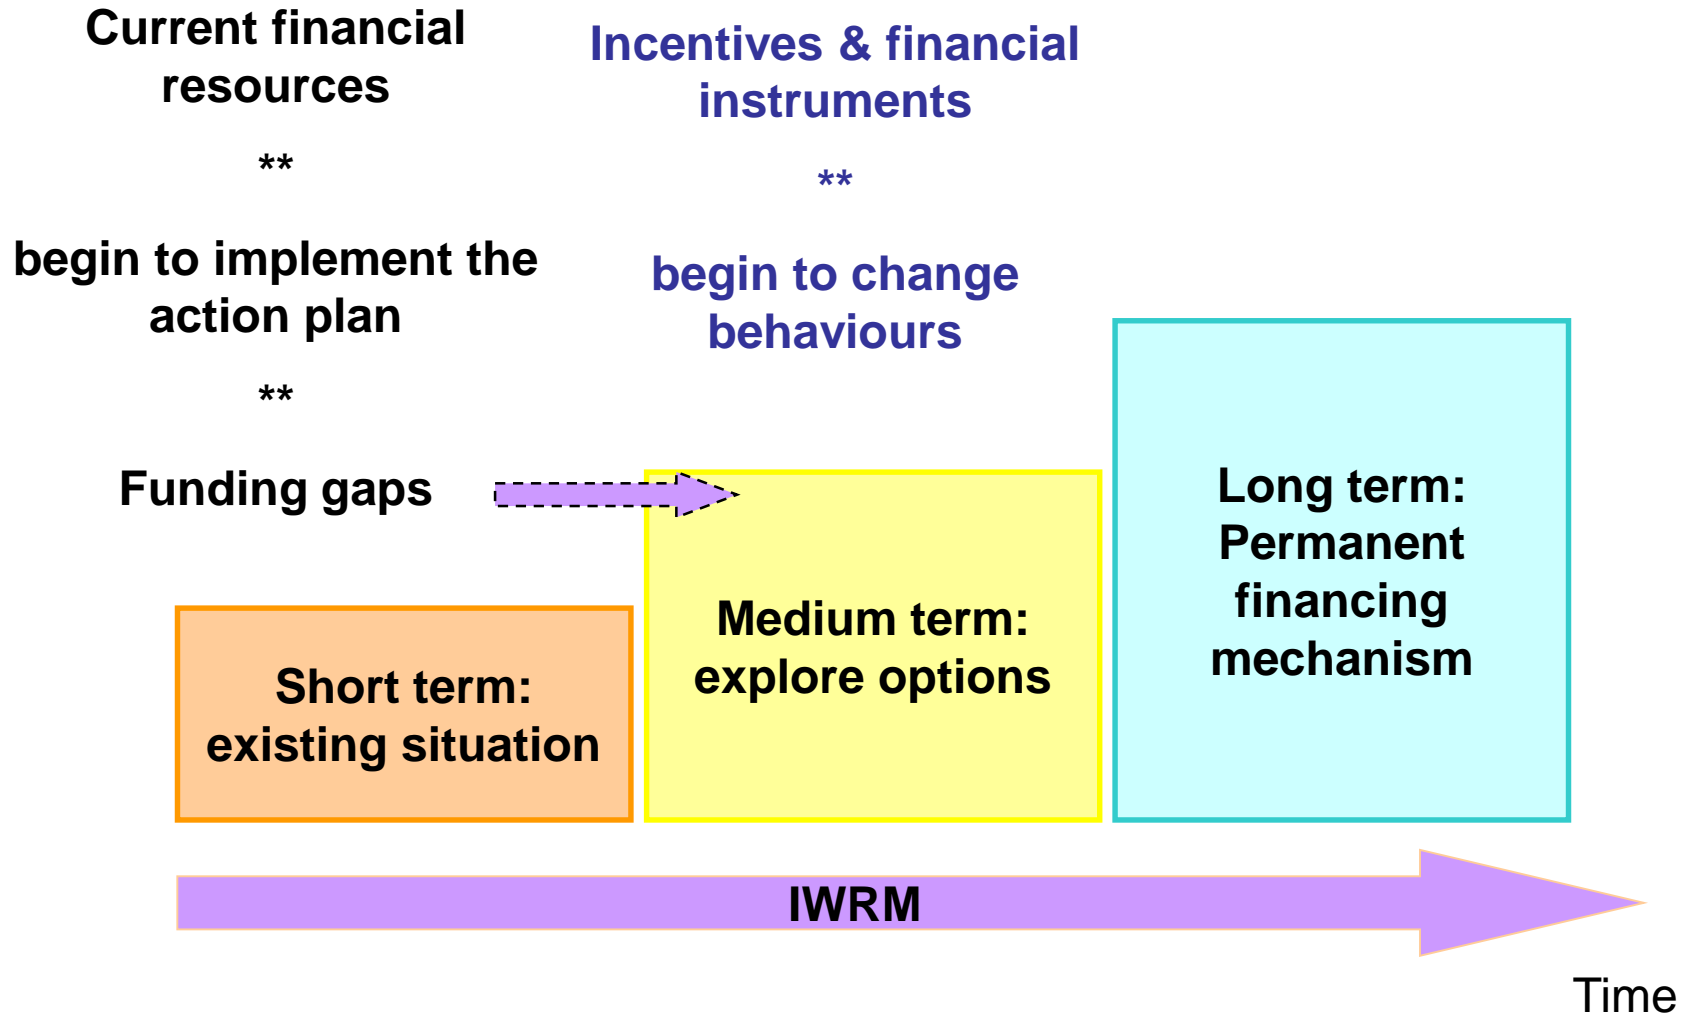 Current financial
resources
**
begin to implement the
action plan
**
Funding gaps
Incentives & financial
instruments
**
begin to change
behaviours
Short term:
existing situation
Medium term:
explore options
Long term:
Permanent
financing
mechanism
IWRM
Time